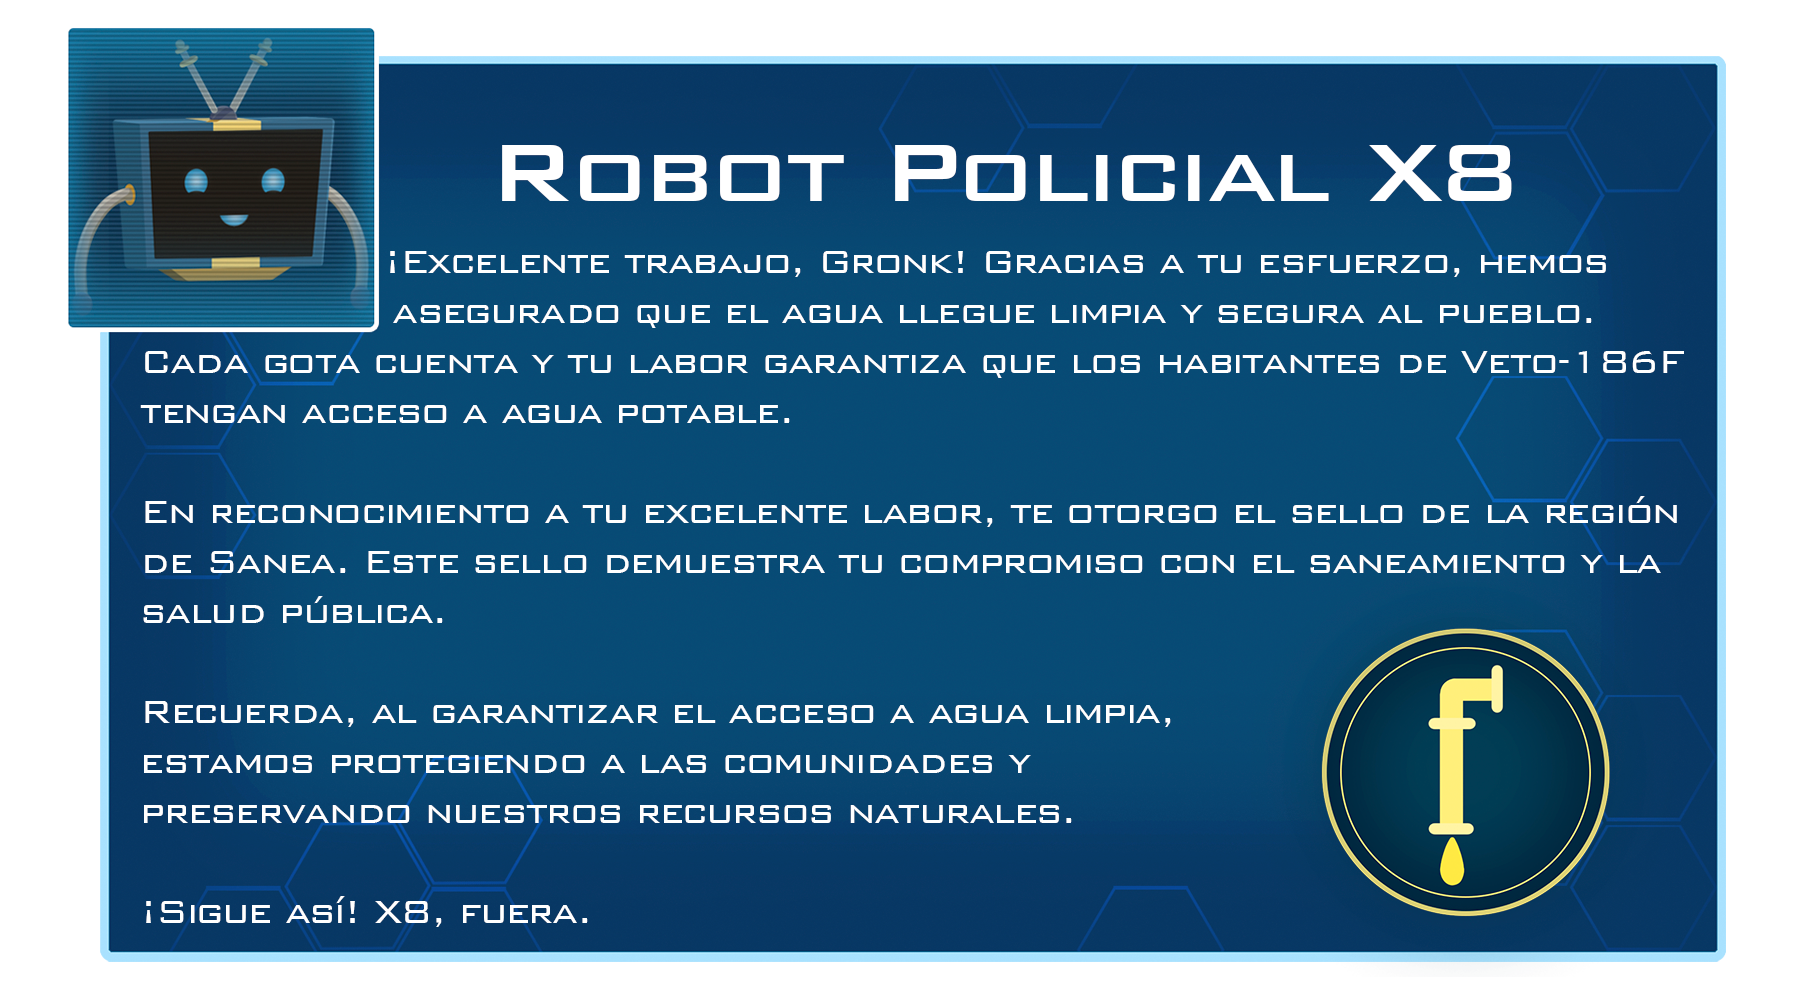 Robot Policial X8
¡Excelente trabajo, Gronk! Gracias a tu esfuerzo, hemos
asegurado que el agua llegue limpia y segura al pueblo.
Cada gota cuenta y tu labor garantiza que los habitantes de Veto-186F
tengan acceso a agua potable.
En reconocimiento a tu excelente labor, te otorgo el sello de la región
de Sanea. Este sello demuestra tu compromiso con el saneamiento y la
salud pública.
Recuerda, al garantizar el acceso a agua limpia,
estamos protegiendo a las comunidades y
preservando nuestros recursos naturales.
¡Sigue así! X8, fuera.